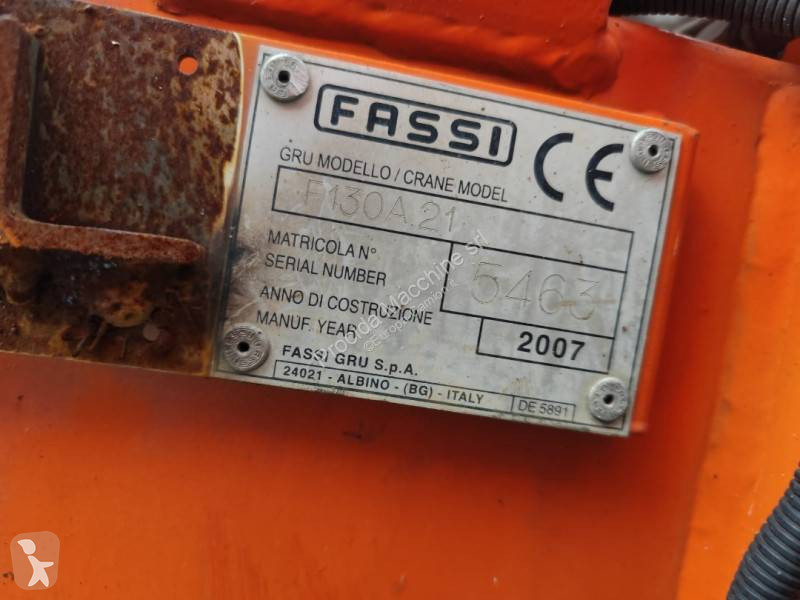 FASSI
CE
GRU MODELLO / CRANE MODEL
F130A.21
MATRICOLA N°
SERIAL NUMBER
5463
ANNO DI COSTRUZIONE
MANUF. YEAR
2007
FASSI GRU S.p.A.
24021 - ALBINO - (BG) - ITALY
DE 5891